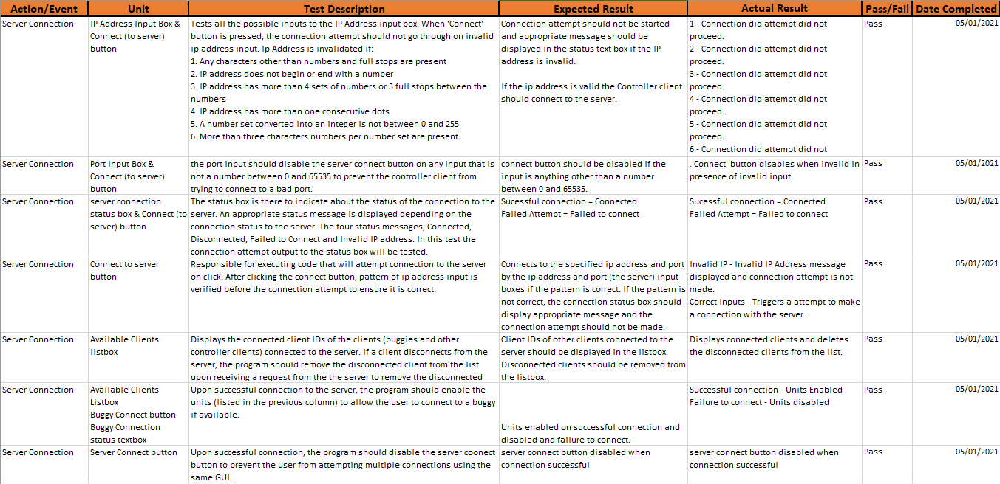 Action/Event Unit Test Description Expected Result Actual Result Pass/Fail Date Completed
Server Connection
IP Address Input Box &
Connect (to server)
button
Tests all the possible inputs to the IP Address input box. When 'Connect'
button is pressed, the connection attempt should not go through on invalid
ip address input. Ip Address is invalidated if:
1. Any characters other than numbers and full stops are present
2. IP address does not begin or end with a number
3. IP address has more than 4 sets of numbers or 3 full stops between the
numbers
4. IP address has more than one consecutive dots
5. A number set converted into an integer is not between 0 and 255
6. More than three characters numbers per number set are present
Connection attempt should not be started
and appropriate message should be
displayed in the status text box if the IP
address is invalid.
If the ip address is valid the Controller client
should connect to the server.
1 - Connection did attempt did not
proceed.
2 - Connection did attempt did not
proceed.
3 - Connection did attempt did not
proceed.
4 - Connection did attempt did not
proceed.
5 - Connection did attempt did not
proceed.
6 - Connection did attempt did not
Pass
05/01/2021
Server Connection
Port Input Box &
Connect (to server)
button
the port input should disable the server connect button on any input that is
not a number between 0 and 65535 to prevent the controller client from
trying to connect to a bad port.
connect button should be disabled if the
input is anything other than a number
between 0 and 65535.
.'Connect' button disables when invalid in
presence of invalid input.
Pass
05/01/2021
Server Connection
server connection
status box & Connect (to
server) button
The status box is there to indicate about the status of the connection to the
server. An appropriate status message is displayed depending on the
connection status to the server. The four status messages, Connected,
Disconnected, Failed to Connect and Invalid IP address. In this test the
connection attempt output to the status box will be tested.
Sucessful connection = Connected
Failed Attempt = Failed to connect
Sucessful connection = Connected
Failed Attempt = Failed to connect
Pass
05/01/2021
Server Connection
Connect to server
button
Responsible for executing code that will attempt connection to the server
on click. After clicking the connect button, pattern of ip address input is
verified before the connection attempt to ensure it is correct.
Connects to the specified ip address and port
by the ip address and port (the server) input
boxes if the pattern is correct. If the pattern is
not correct, the connection status box should
display appropriate message and the
connection attempt should not be made.
Invalid IP - Invalid IP Address message
displayed and connection attempt is not
made.
Correct Inputs - Triggers a attempt to make
a connection with the server.
Pass
05/01/2021
Server Connection
Available Clients
listbox
Displays the connected client IDs of the clients (buggies and other
controller clients) connected to the server. If a client disconnects from the
server, the program should remove the disconnected client from the list
upon receiving a request from the the server to remove the disconnected
Client IDs of other clients connected to the
server should be displayed in the listbox.
Disconnected clients should be removed from
the listbox.
Displays connected clients and deletes
the disconnected clients from the list.
Pass
05/01/2021
Server Connection
Available Clients
Listbox
Buggy Connect button
Buggy Connection
status textbox
Upon successful connection to the server, the program should enable the
units (listed in the previous column) to allow the user to connect to a buggy
if available.
Units enabled on successful connection and
disabled and failure to connect.
Successful connection - Units Enabled
Failure to connect - Units disabled
Pass
05/01/2021
Server Connection
Server Connect button
Upon successful connection, the program should disable the server coonect
button to prevent the user from attempting multiple connections using the
same GUI.
server connect button disabled when
connection successful
server connect button disabled when
connection successful
Pass
05/01/2021